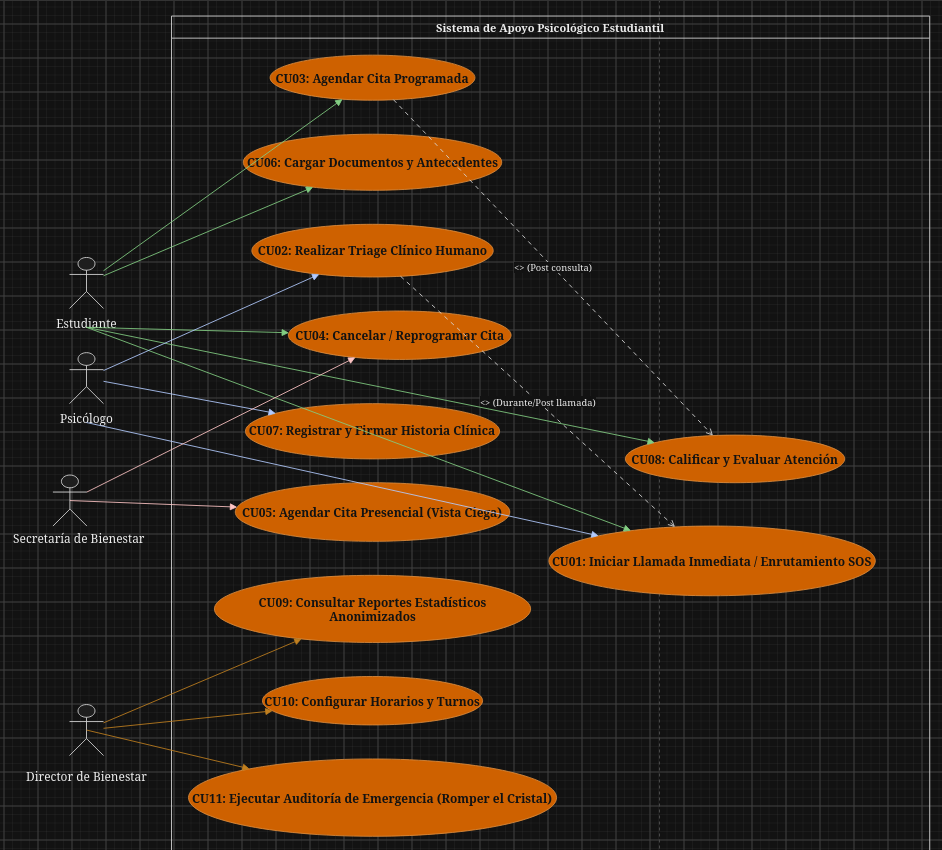 Sistema de Apoyo Psicológico Estudiantil
CU03: Agendar Cita Programada
CU06: Cargar Documentos y Antecedentes
CU02: Realizar Triage Clínico Humano
<> (Post consulta)
Estudiante
CU04: Cancelar / Reprogramar Cita
<> (Durante/Post llamada)
Psicólogo
CU07: Registrar y Firmar Historia Clínica
CU08: Calificar y Evaluar Atención
CU05: Agendar Cita Presencial (Vista Ciega)
Secretaría de Bienestar
CU01: Iniciar Llamada Inmediata / Enrutamiento SOS
CU09: Consultar Reportes Estadísticos
Anonimizados
CU10: Configurar Horarios y Turnos
Director de Bienestar
CU11: Ejecutar Auditoría de Emergencia (Romper el Cristal)